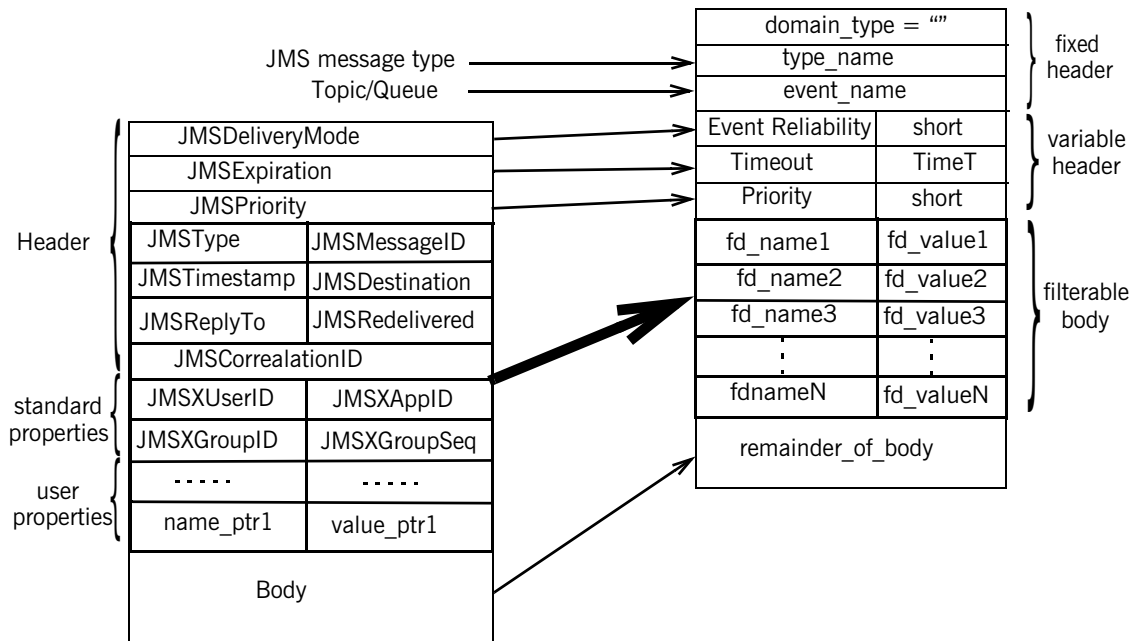 JMS message type
Topic/Queue
Header
JMSDeliveryMode
JMSExpiration
JMSPriority
JMSType JMSMessageID
JMSTimestamp JMSDestination
JMSReplyTo JMSRedelivered
JMSCorrealationID
standard
properties
JMSXUserID JMSXAppID
JMSXGroupID JMSXGroupSeq
user
properties
..... .....
name_ptr1 value_ptr1
Body
domain_type = “”
type_name
event_name
fixed
header
Event Reliability short
Timeout TimeT
Priority short
variable
header
fd_name1 fd_value1
fd_name2 fd_value2
fd_name3 fd_value3
fdnameN fd_valueN
filterable
body
remainder_of_body